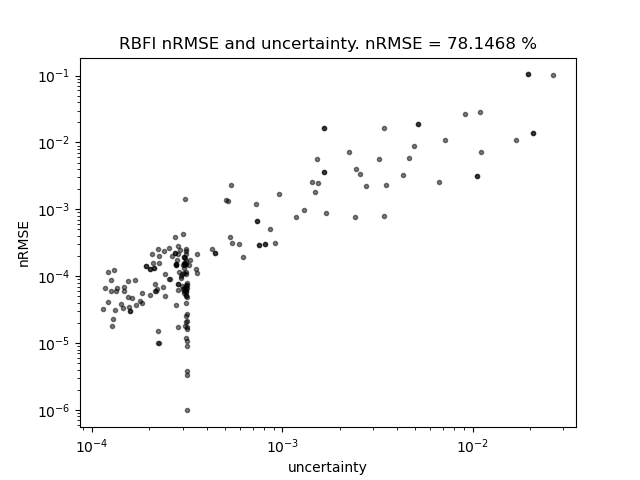 RBFI nRMSE and uncertainty. nRMSE = 78.1468 %
10⁻¹
10⁻²
10⁻³
10⁻⁴
10⁻⁵
10⁻⁶
nRMSE
10⁻⁴ 10⁻³ 10⁻²
uncertainty